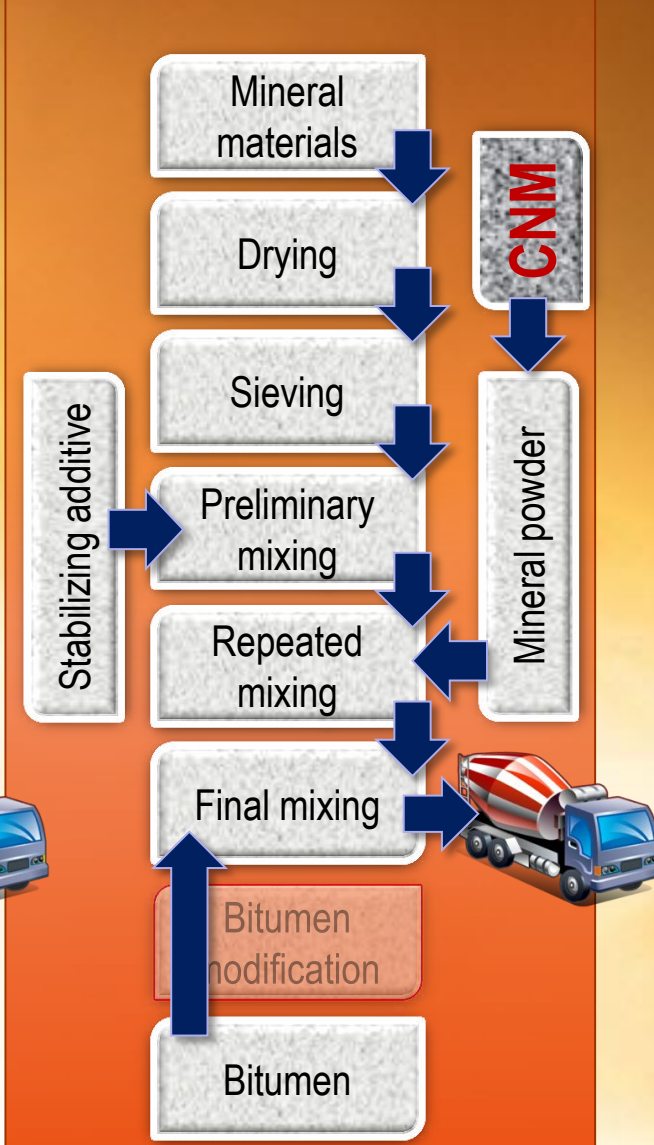 Mineral
materials
CNM
Drying
Sieving
Stabilizing additive
Preliminary
mixing
Mineral powder
Repeated
mixing
Final mixing
Bitumen
modification
Bitumen